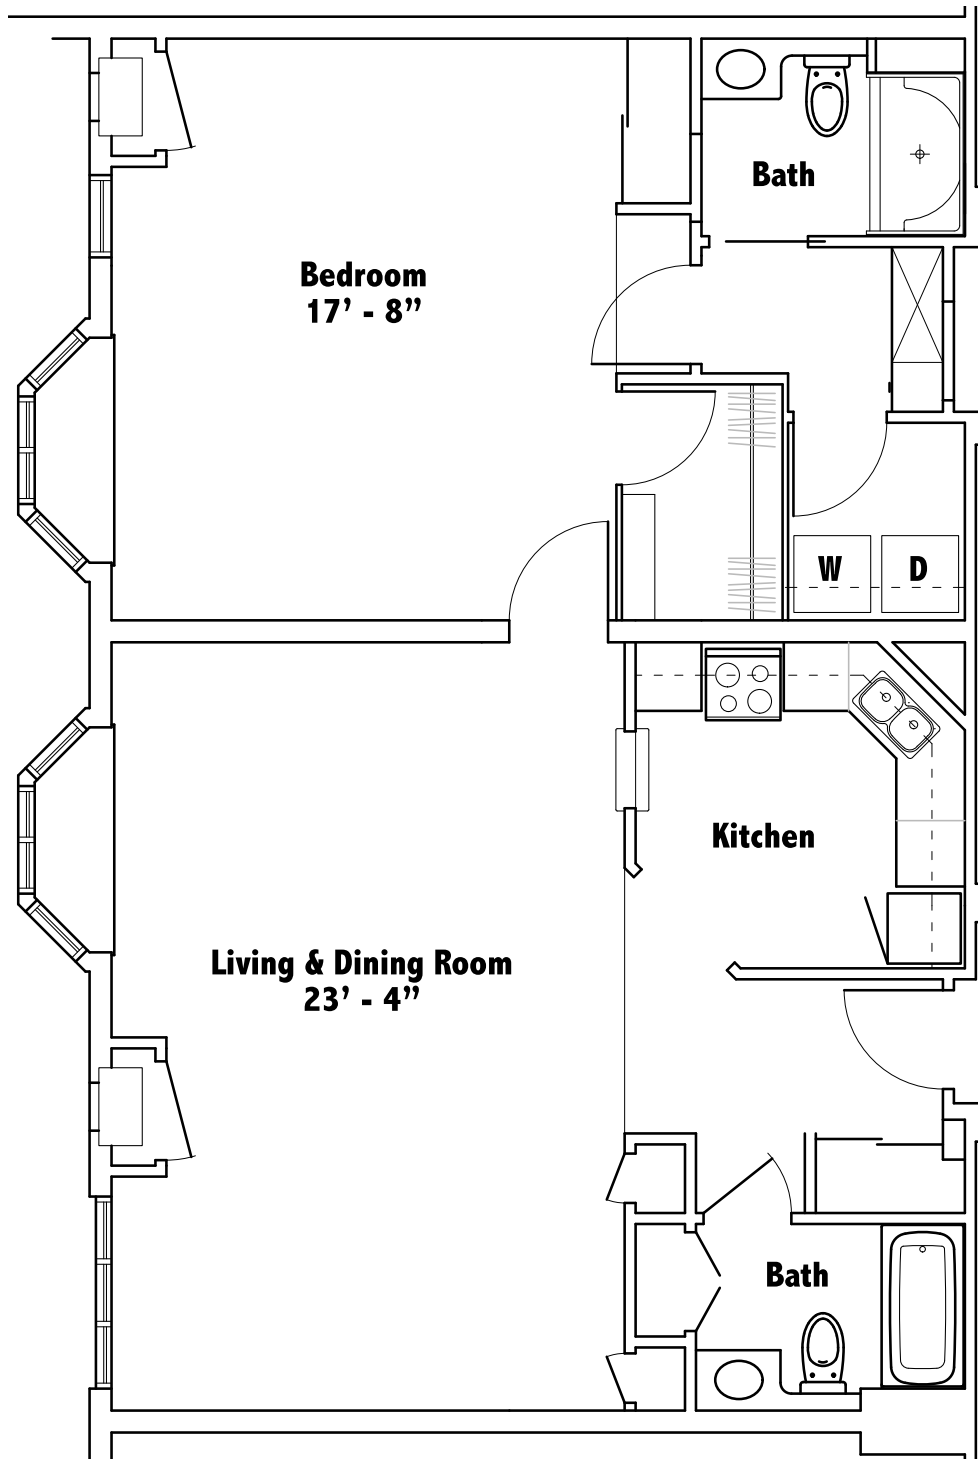 Bath
Bedroom
17’ - 8”
W
D
Kitchen
Living & Dining Room
23’ - 4”
Bath